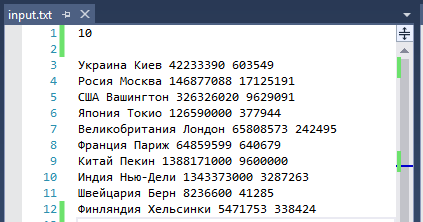 input.txt
1 10
2
3 Украина Киев 42233390 603549
4 Росия Москва 146877088 17125191
5 США Вашингтон 326326020 9629091
6 Япония Токио 126590000 377944
7 Великобритания Лондон 65808573 242495
8 Франция Париж 64859599 640679
9 Китай Пекин 1388171000 9600000
10 Индия Нью-Дели 1343373000 3287263
11 Швейцария Берн 8236600 41285
12 Финляндия Хельсинки 5471753 338424